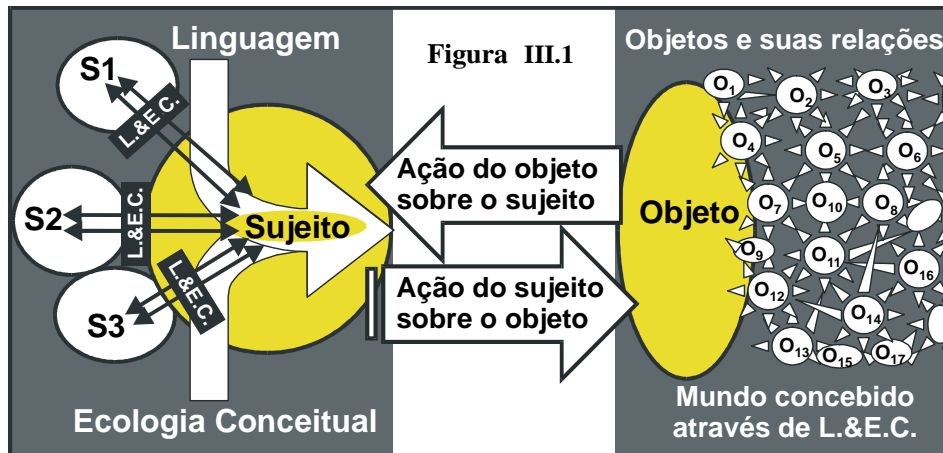 Linguagem
Figura III.1
Objetos e suas relações
S1
L.&E.C.
S2
L.&E.C.
S3
L.&E.C.
Sujeito
Ação do objeto
sobre o sujeito
Ação do sujeito
sobre o objeto
Objeto
O1
O2
O3
O4
O5
O6
O7
O10
O8
O9
O11
O16
O12
O14
O13
O15
O17
Ecologia Conceitual
Mundo concebido
através de L.&E.C.